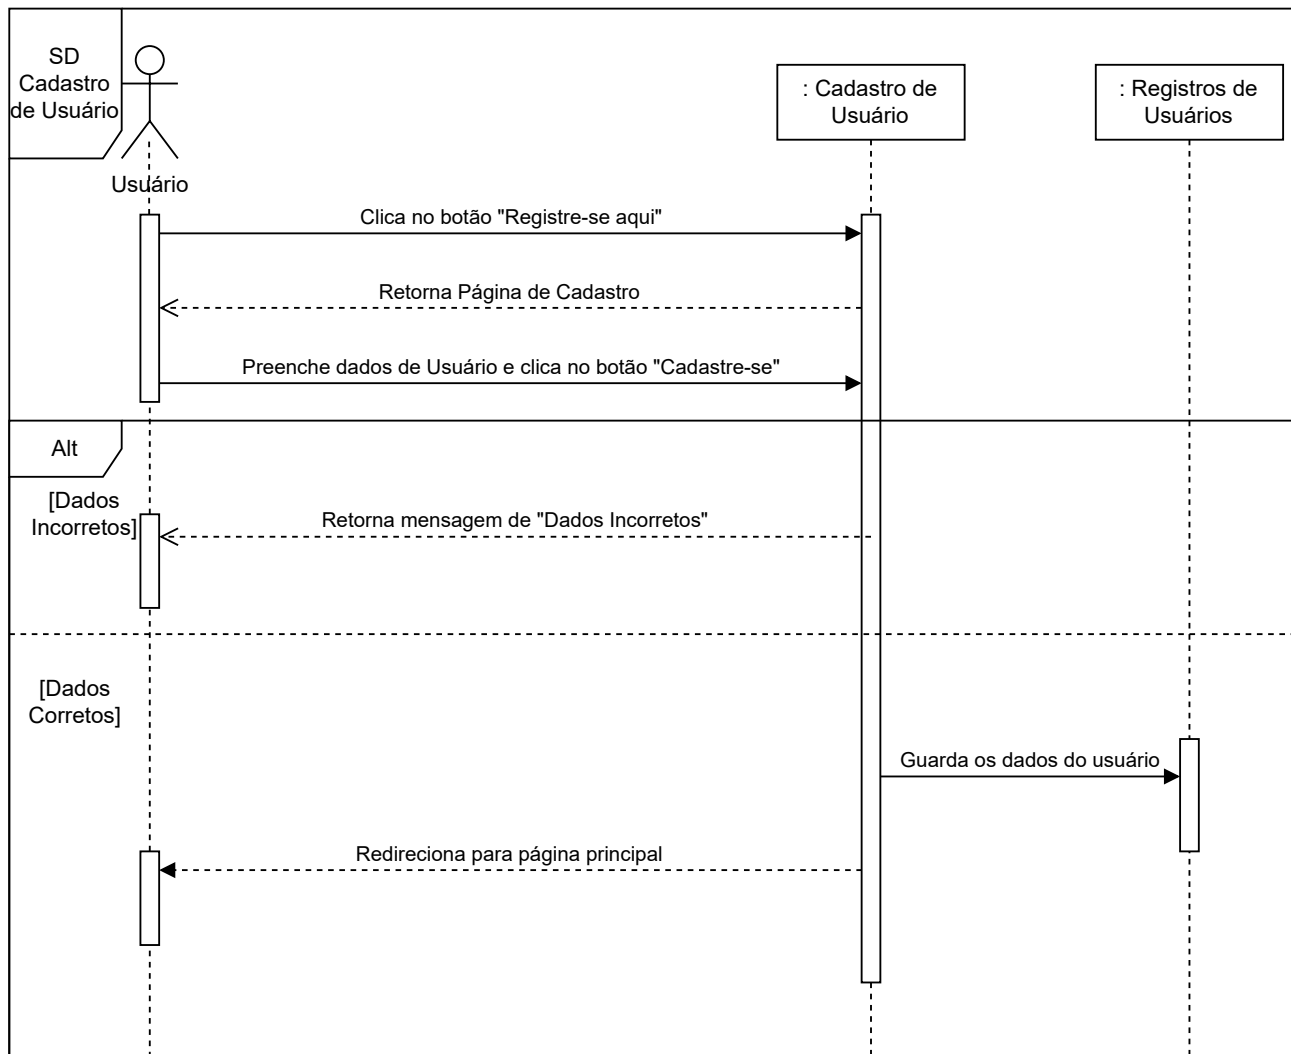 SD
Cadastro
de Usuário
Usuário
: Cadastro de
Usuário
: Registros de
Usuários
Clica no botão "Registre-se aqui"
Retorna Página de Cadastro
Preenche dados de Usuário e clica no botão "Cadastre-se"
Alt
[Dados
Incorretos]
Retorna mensagem de "Dados Incorretos"
[Dados
Corretos]
Guarda os dados do usuário
Redireciona para página principal